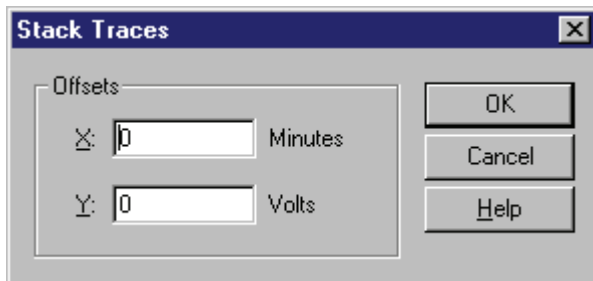 Stack Traces
Offsets
X: 0 Minutes
Y: 0 Volts
OK
Cancel
Help